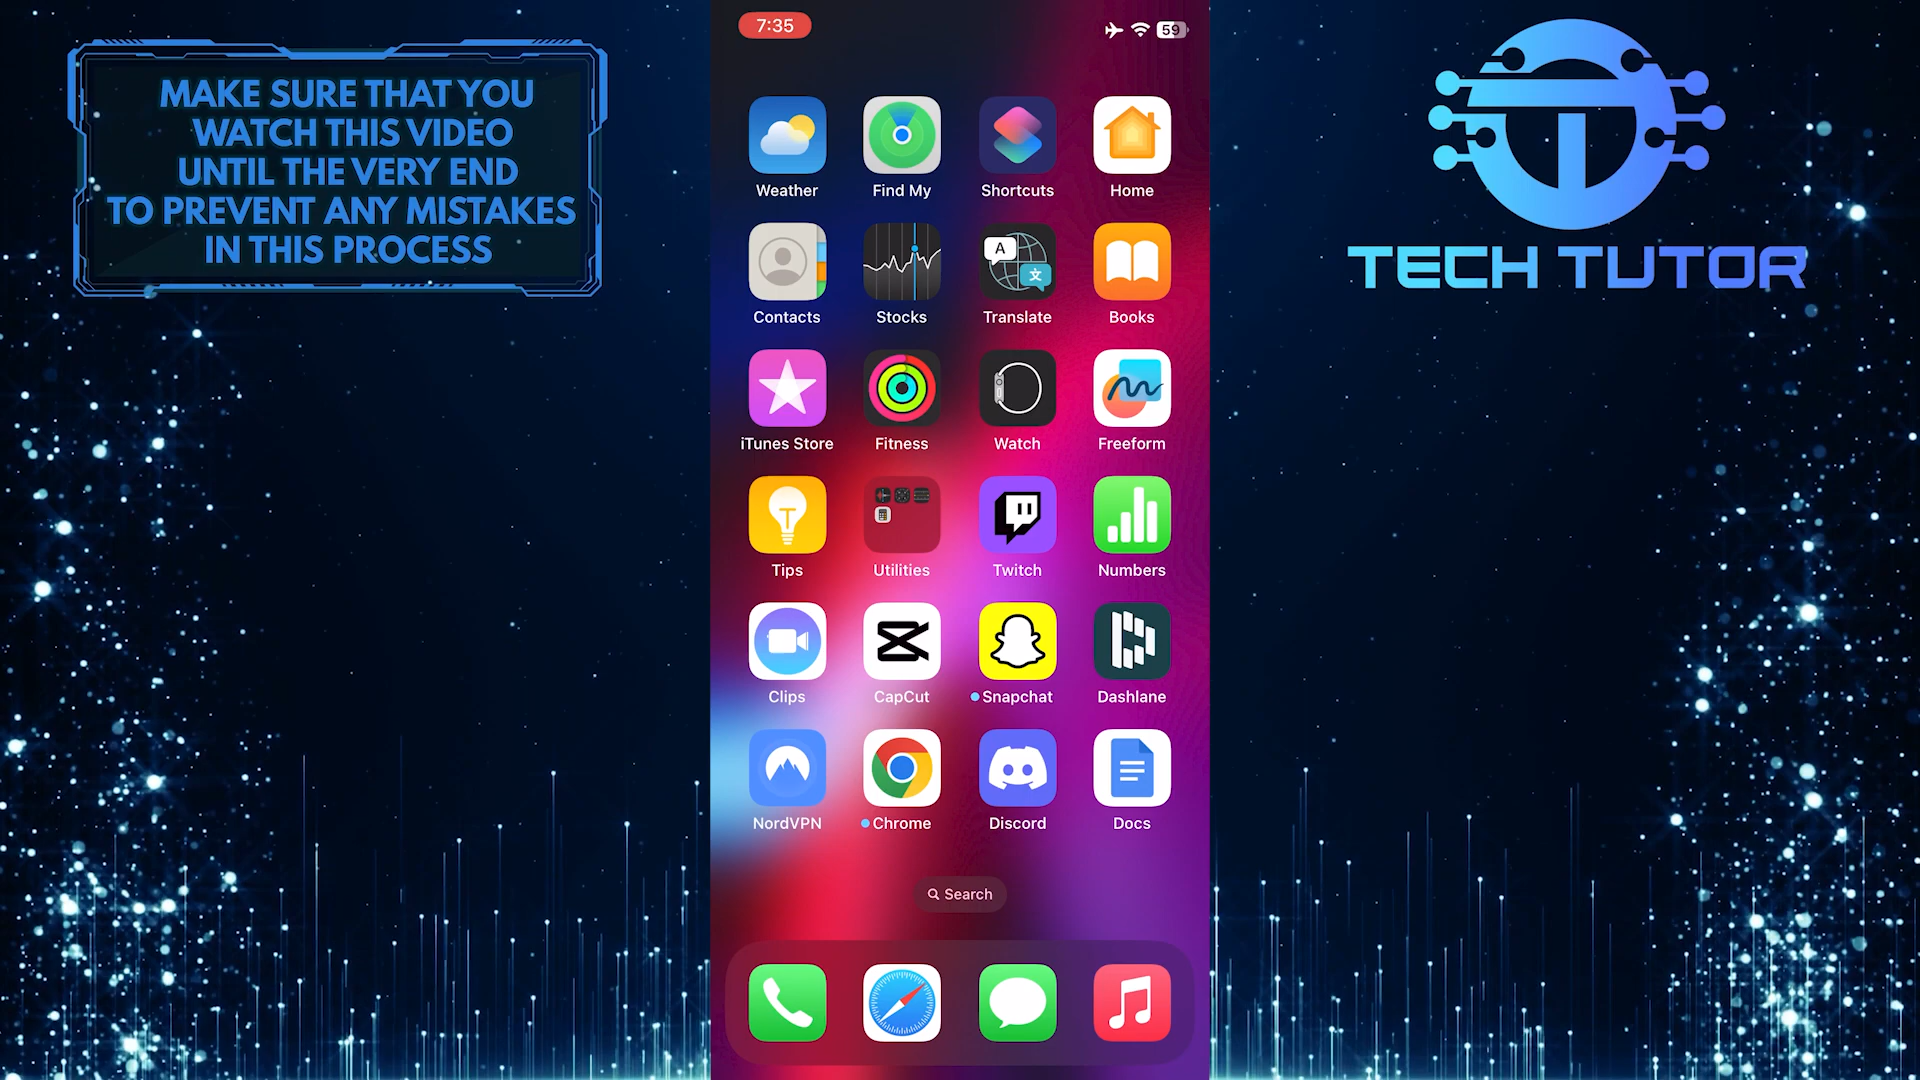 MAKE SURE THAT YOU
WATCH THIS VIDEO
UNTIL THE VERY END
TO PREVENT ANY MISTAKES
IN THIS PROCESS
7:35
59
Weather
Find My
Shortcuts
Home
A
文
Contacts
Stocks
Translate
Books
iTunes Store
Fitness
Watch
Freeform
Tips
Utilities
Twitch
Numbers
Clips
CapCut
Snapchat
Dashlane
NordVPN
Chrome
Discord
Docs
Search
TECH TUTOR